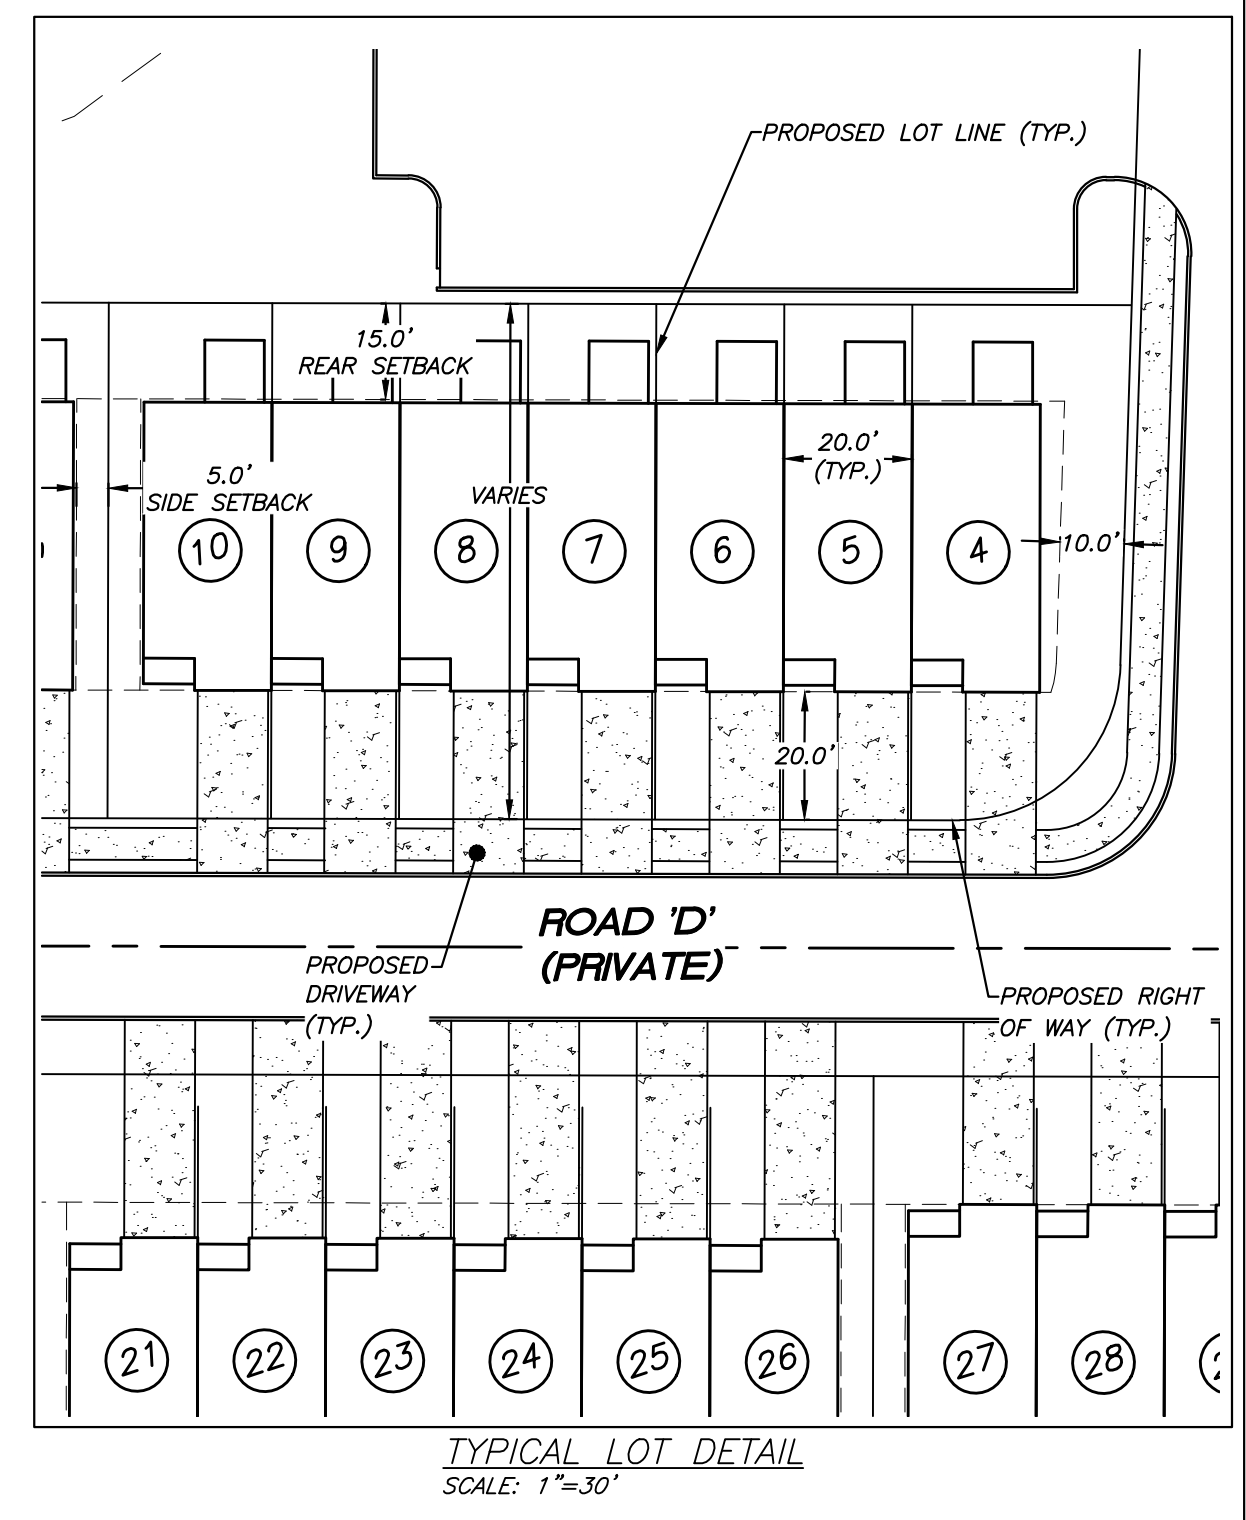 PROPOSED LOT LINE (TYP.)
15.0'
REAR SETBACK
20.0'
(TYP.)
5.0'
SIDE SETBACK
VARIES
10
9
8
7
6
5
4
10.0'
20.0'
ROAD 'D'
(PRIVATE)
PROPOSED
DRIVEWAY
(TYP.)
PROPOSED RIGHT
OF WAY (TYP.)
21
22
23
24
25
26
27
28
TYPICAL LOT DETAIL
SCALE: 1"=30'